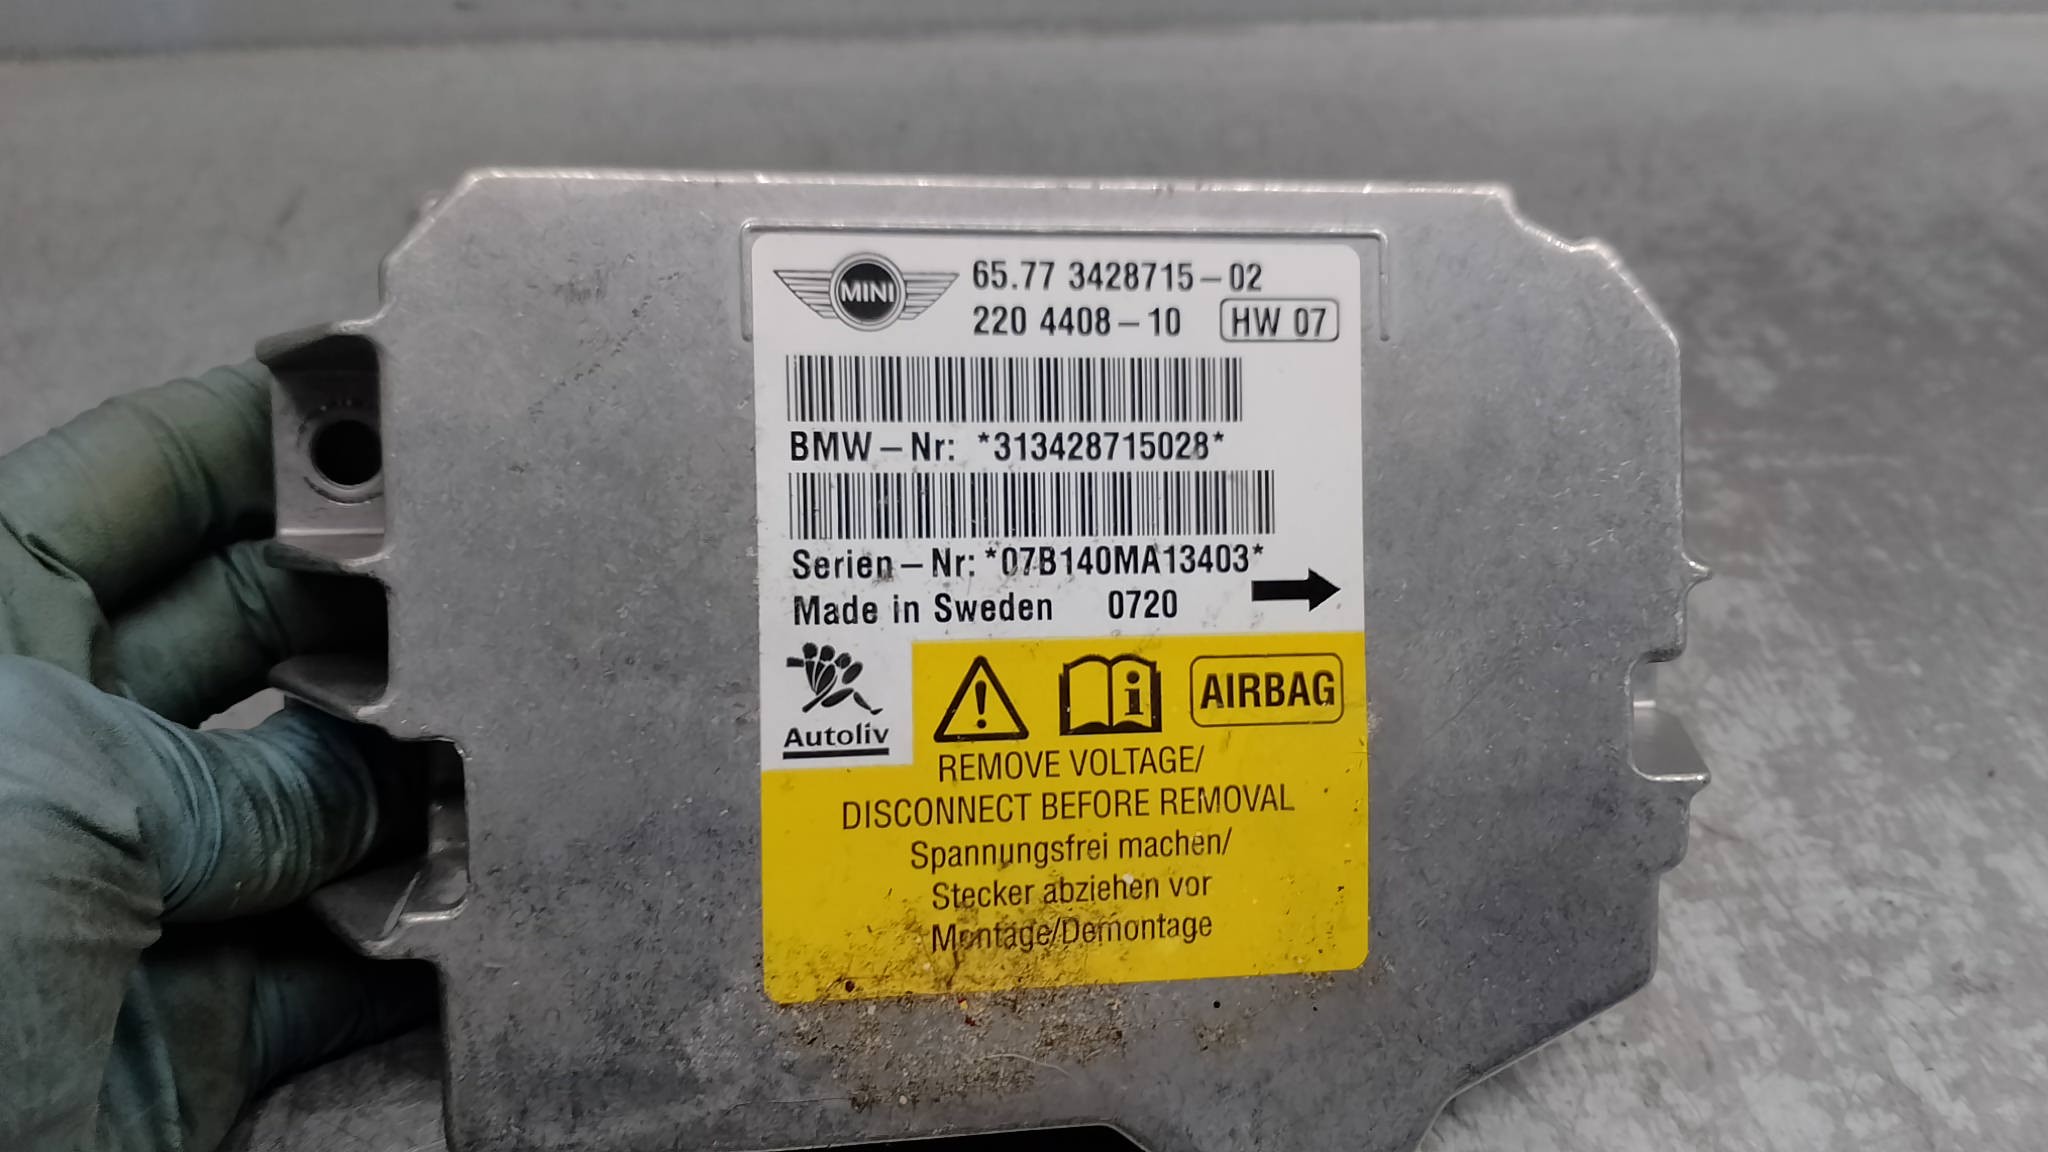 MINI
65.77 3428715-02
220 4408-10 HW 07
BMW-Nr: *313428715028*
Serien-Nr: *07B140MA13403*
Made in Sweden 0720
Autoliv
AIRBAG
REMOVE VOLTAGE/
DISCONNECT BEFORE REMOVAL
Spannungsfrei machen/
Stecker abziehen vor
Montage/Demontage